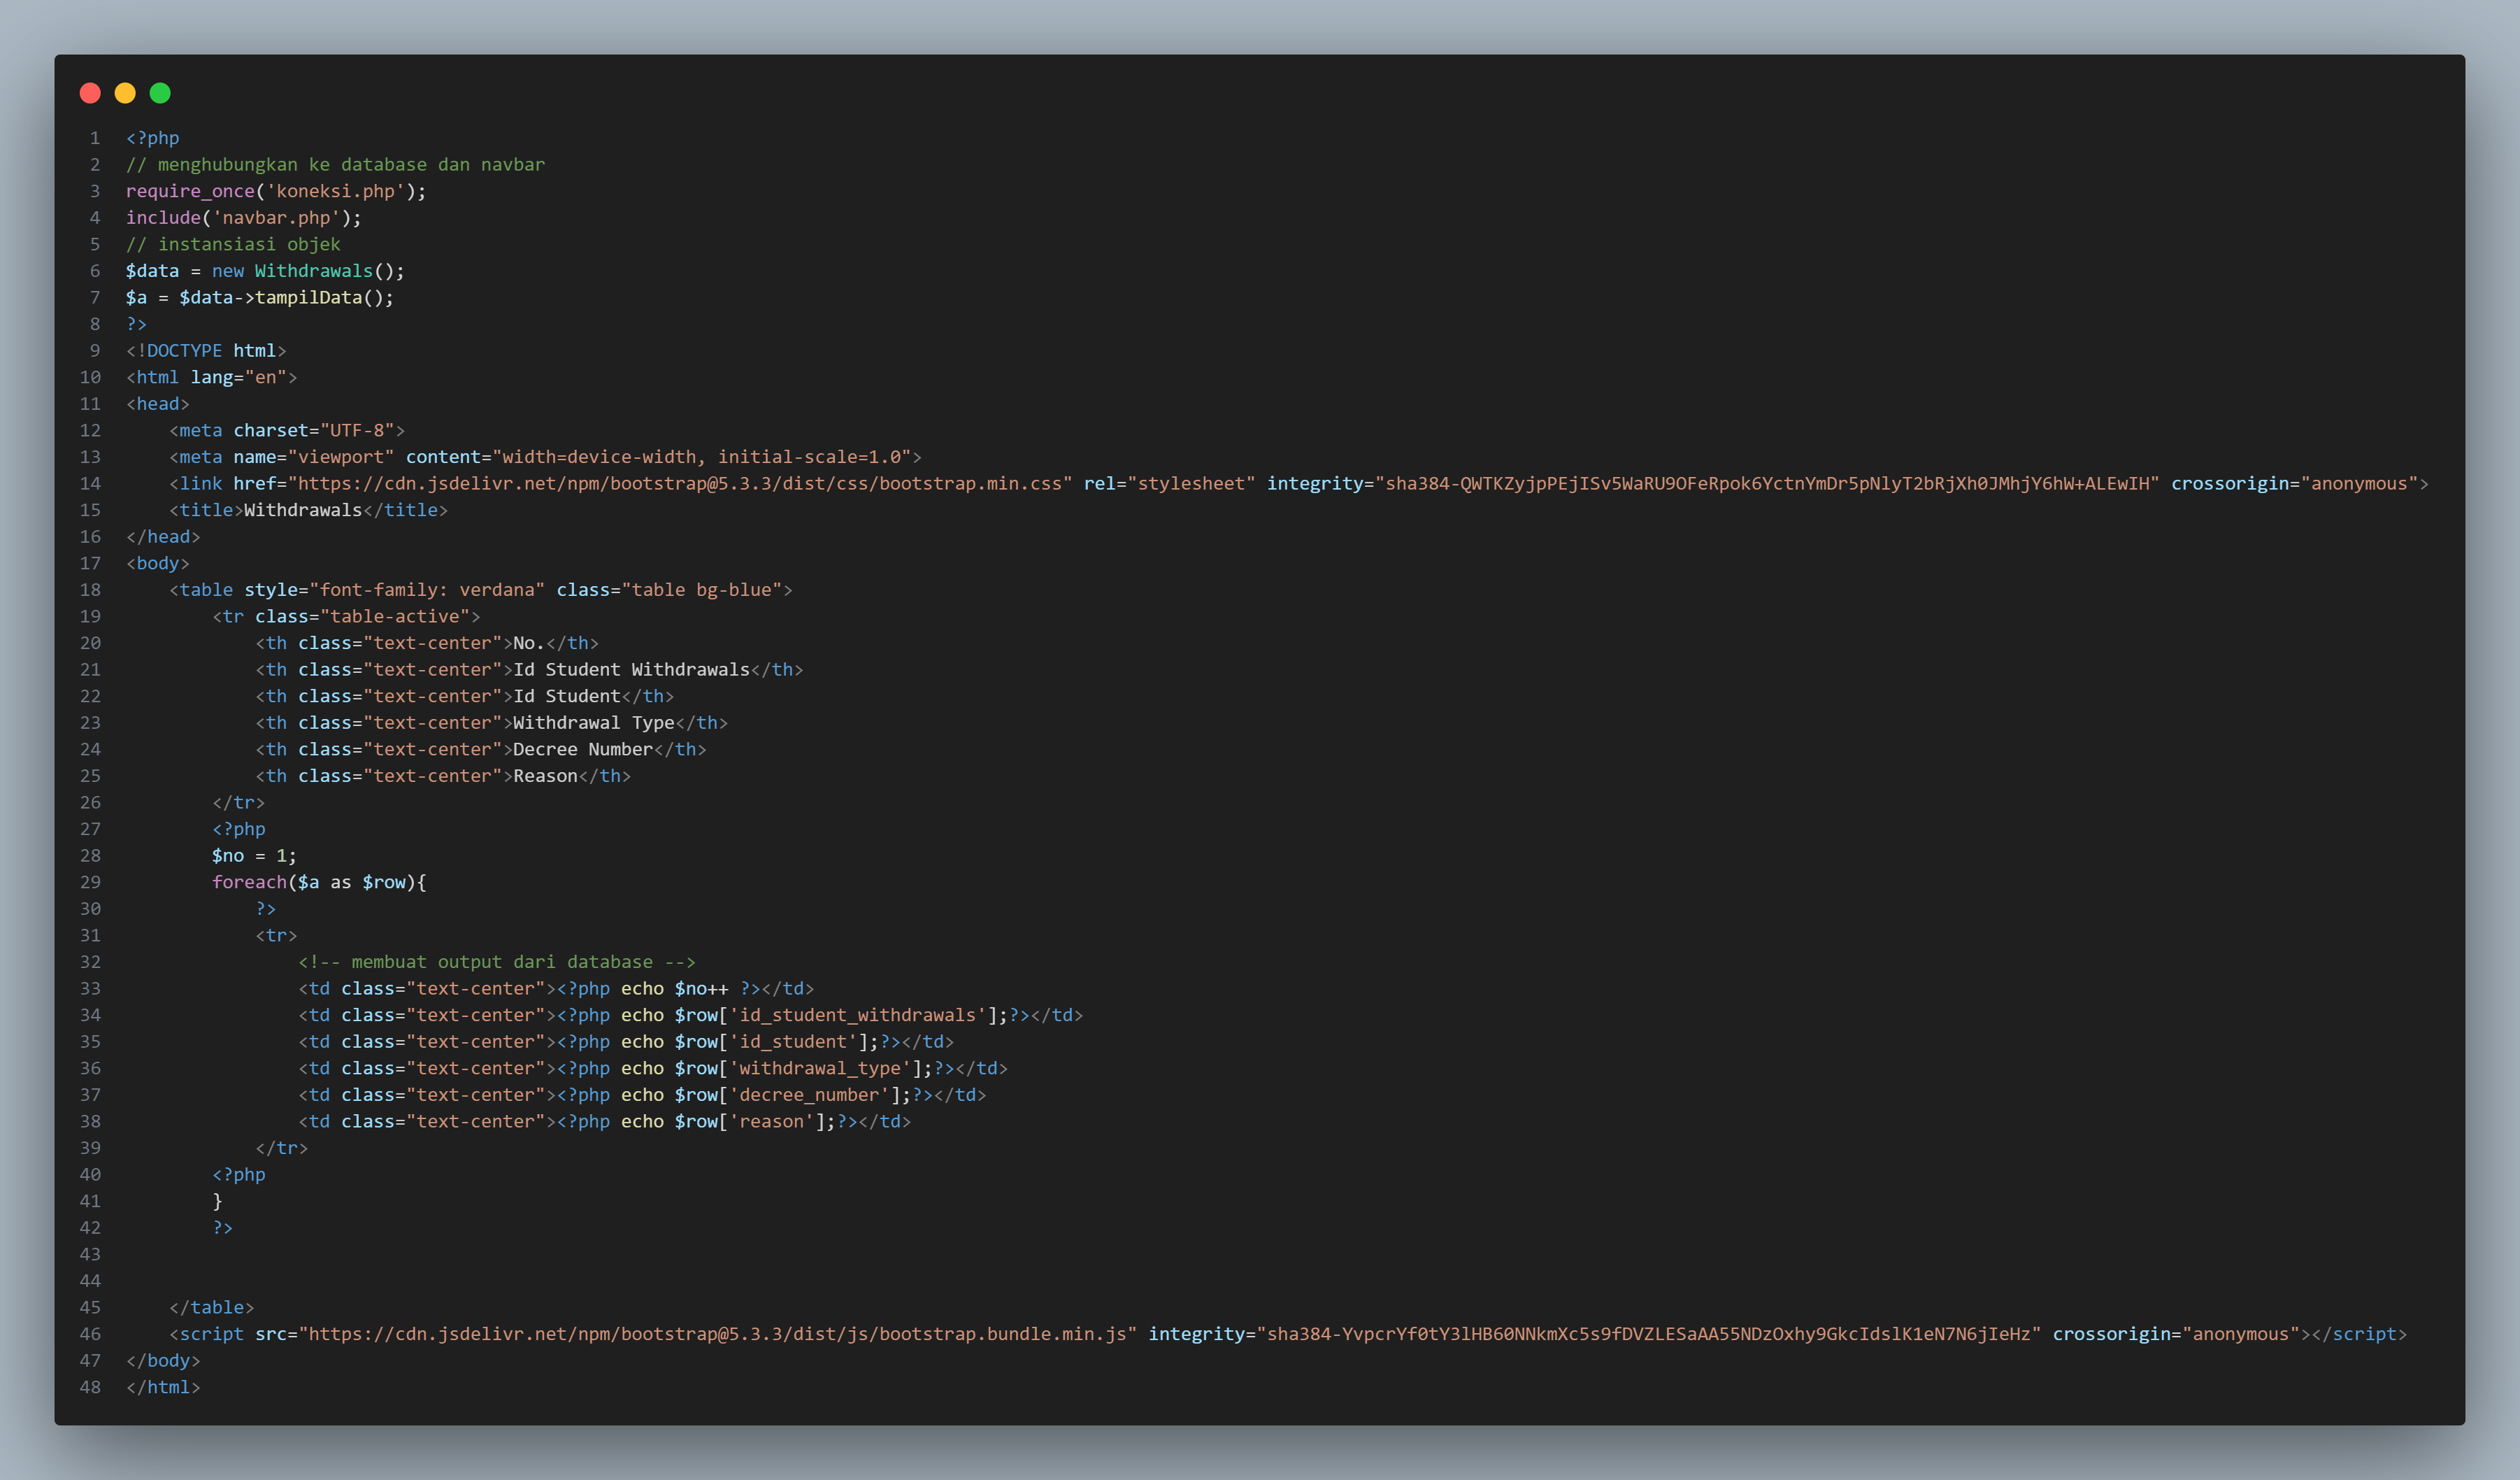 1 <?php
2 // menghubungkan ke database dan navbar
3 require_once('koneksi.php');
4 include('navbar.php');
5 // instansiasi objek
6 $data = new Withdrawals();
7 $a = $data->tampilData();
8 ?>
9 <!DOCTYPE html>
10 <html lang="en">
11 <head>
12     <meta charset="UTF-8">
13     <meta name="viewport" content="width=device-width, initial-scale=1.0">
14     <link href="https://cdn.jsdelivr.net/npm/bootstrap@5.3.3/dist/css/bootstrap.min.css" rel="stylesheet" integrity="sha384-QWTKZyjpPEjISv5WaRU9OFeRpok6YctnYmDr5pNlyT2bRjXh0JMhjY6hW+ALEwIH" crossorigin="anonymous">
15     <title>Withdrawals</title>
16 </head>
17 <body>
18     <table style="font-family: verdana" class="table bg-blue">
19         <tr class="table-active">
20             <th class="text-center">No.</th>
21             <th class="text-center">Id Student Withdrawals</th>
22             <th class="text-center">Id Student</th>
23             <th class="text-center">Withdrawal Type</th>
24             <th class="text-center">Decree Number</th>
25             <th class="text-center">Reason</th>
26         </tr>
27         <?php
28         $no = 1;
29         foreach($a as $row){
30             ?>
31             <tr>
32                 <!-- membuat output dari database -->
33                 <td class="text-center"><?php echo $no++ ?></td>
34                 <td class="text-center"><?php echo $row['id_student_withdrawals'];?></td>
35                 <td class="text-center"><?php echo $row['id_student'];?></td>
36                 <td class="text-center"><?php echo $row['withdrawal_type'];?></td>
37                 <td class="text-center"><?php echo $row['decree_number'];?></td>
38                 <td class="text-center"><?php echo $row['reason'];?></td>
39             </tr>
40         <?php
41         }
42         ?>
43
44
45     </table>
46     <script src="https://cdn.jsdelivr.net/npm/bootstrap@5.3.3/dist/js/bootstrap.bundle.min.js" integrity="sha384-YvpcrYf0tY3lHB60NNkmXc5s9fDVZLESaAA55NDzOxhy9GkcIdslK1eN7N6jIeHz" crossorigin="anonymous"></script>
47 </body>
48 </html>